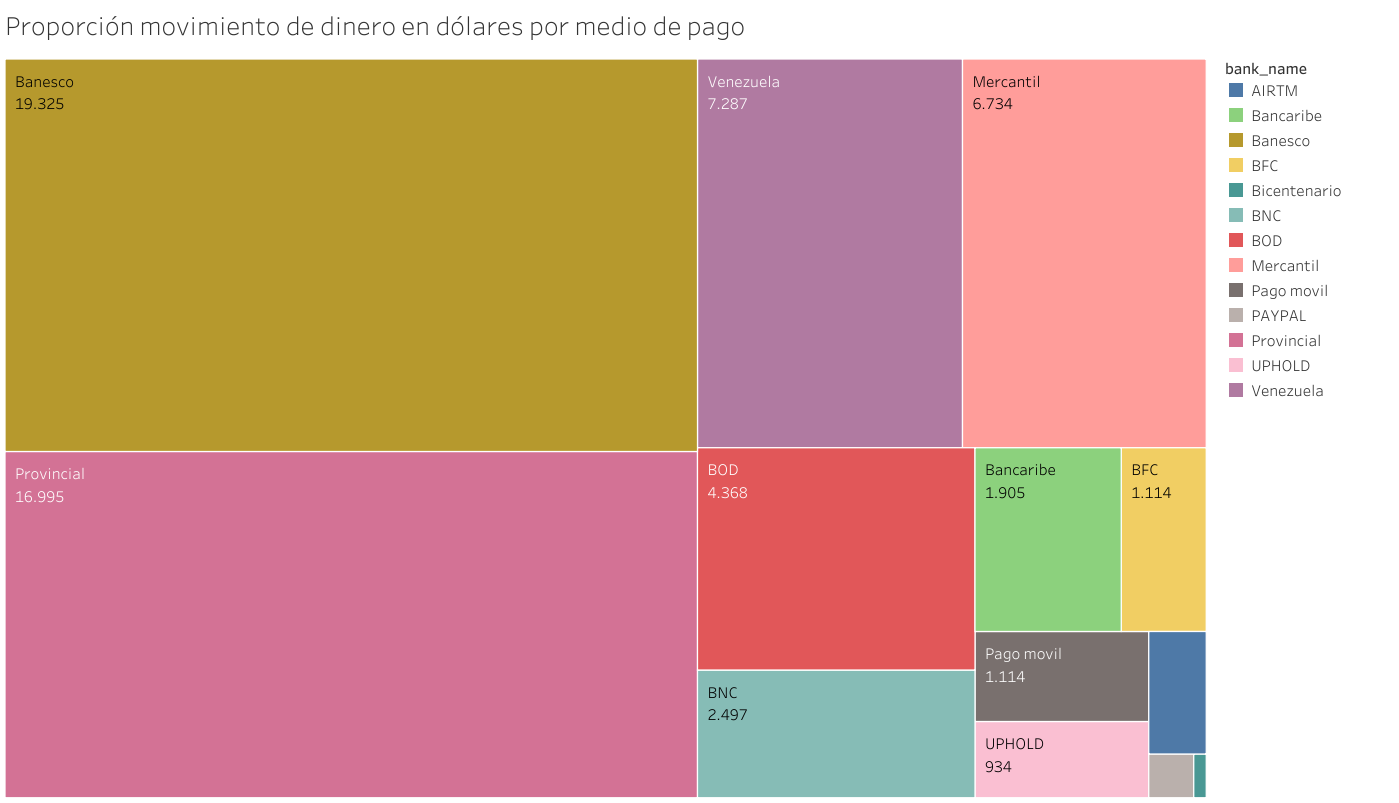 Proporción movimiento de dinero en dólares por medio de pago
Banesco
19.325
Venezuela
7.287
Mercantil
6.734
Provincial
16.995
BOD
4.368
Bancaribe
1.905
BFC
1.114
BNC
2.497
Pago movil
1.114
UPHOLD
934
bank_name
AIRTM
Bancaribe
Banesco
BFC
Bicentenario
BNC
BOD
Mercantil
Pago movil
PAYPAL
Provincial
UPHOLD
Venezuela